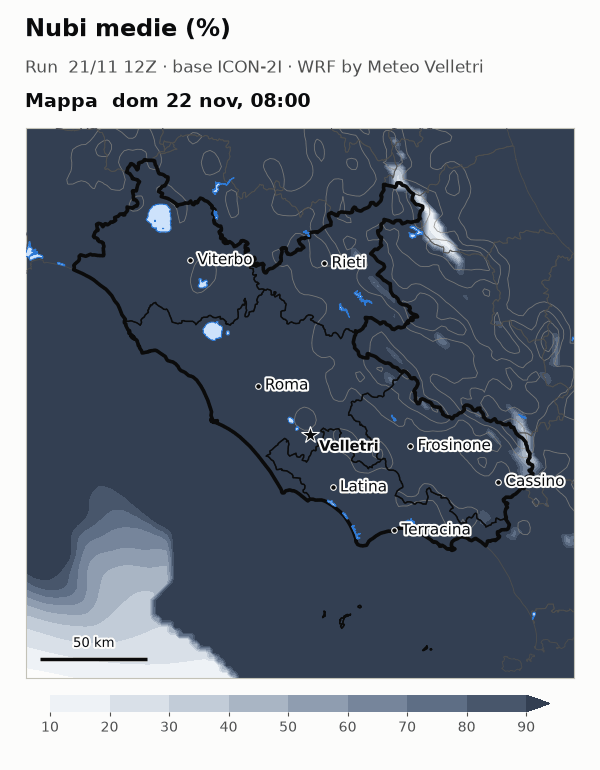 Nubi medie (%)
Run 21/11 12Z · base ICON-2I · WRF by Meteo Velletri
Mappa dom 22 nov, 08:00
Viterbo
Rieti
Roma
Velletri
Frosinone
Cassino
Latina
Terracina
50 km
10 20 30 40 50 60 70 80 90